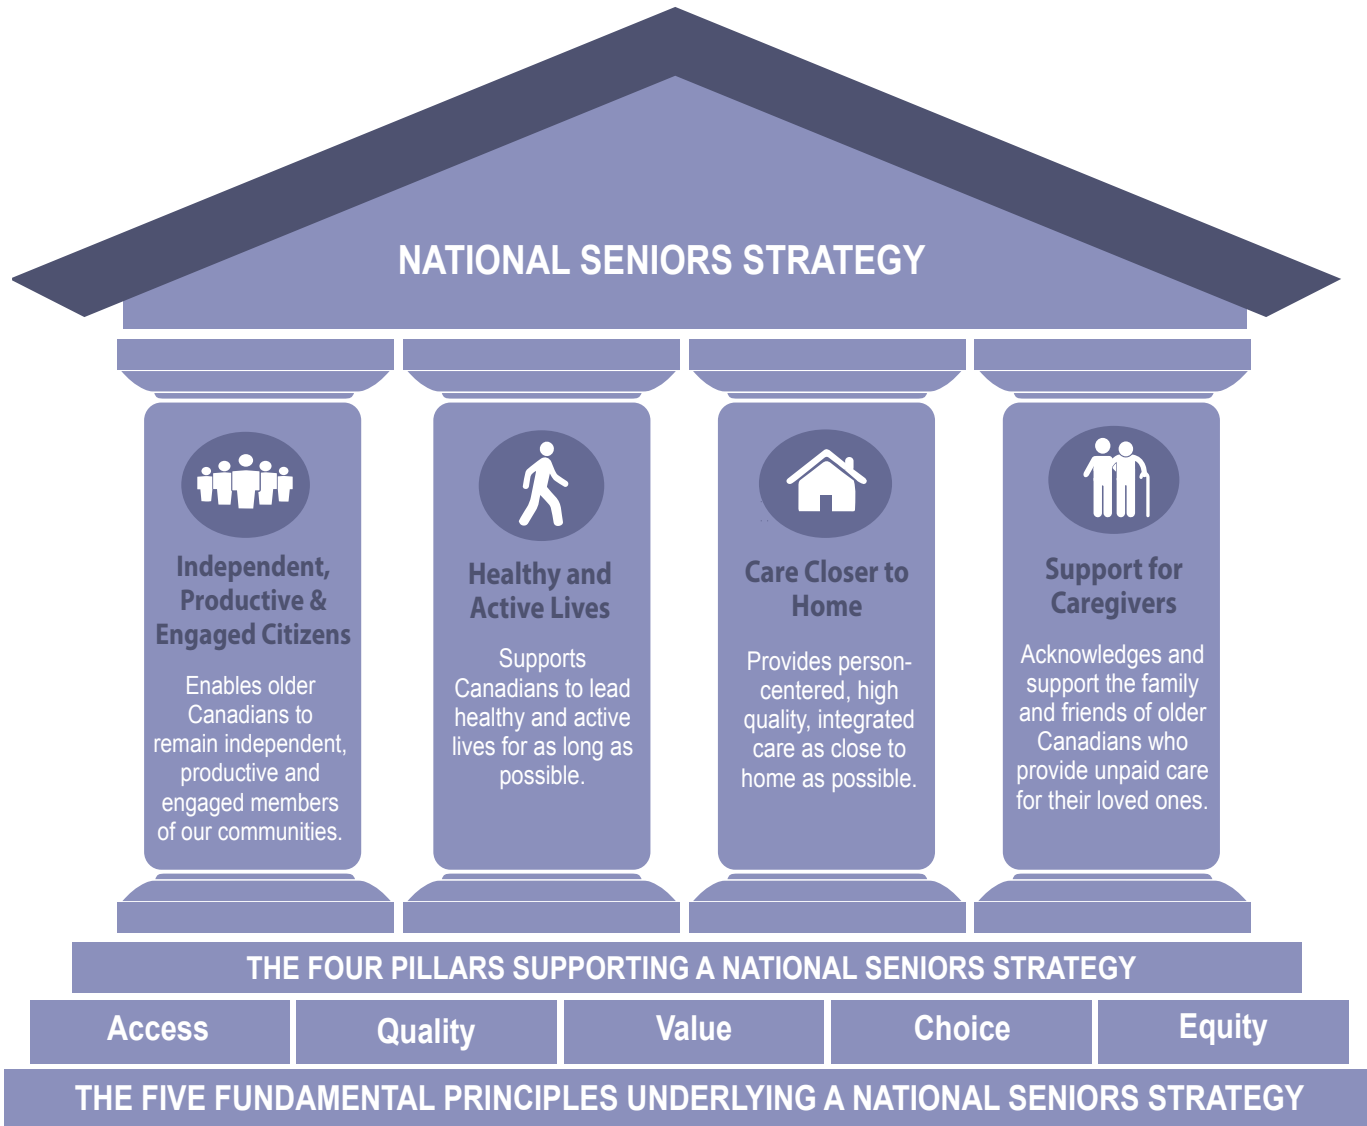 NATIONAL SENIORS STRATEGY
Independent,
Productive &
Engaged Citizens
Enables older
Canadians to
remain independent,
productive and
engaged members
of our communities.
Healthy and
Active Lives
Supports
Canadians to lead
healthy and active
lives for as long as
possible.
Care Closer to
Home
Provides person-
centered, high
quality, integrated
care as close to
home as possible.
Support for
Caregivers
Acknowledges and
support the family
and friends of older
Canadians who
provide unpaid care
for their loved ones.
THE FOUR PILLARS SUPPORTING A NATIONAL SENIORS STRATEGY
Access
Quality
Value
Choice
Equity
THE FIVE FUNDAMENTAL PRINCIPLES UNDERLYING A NATIONAL SENIORS STRATEGY